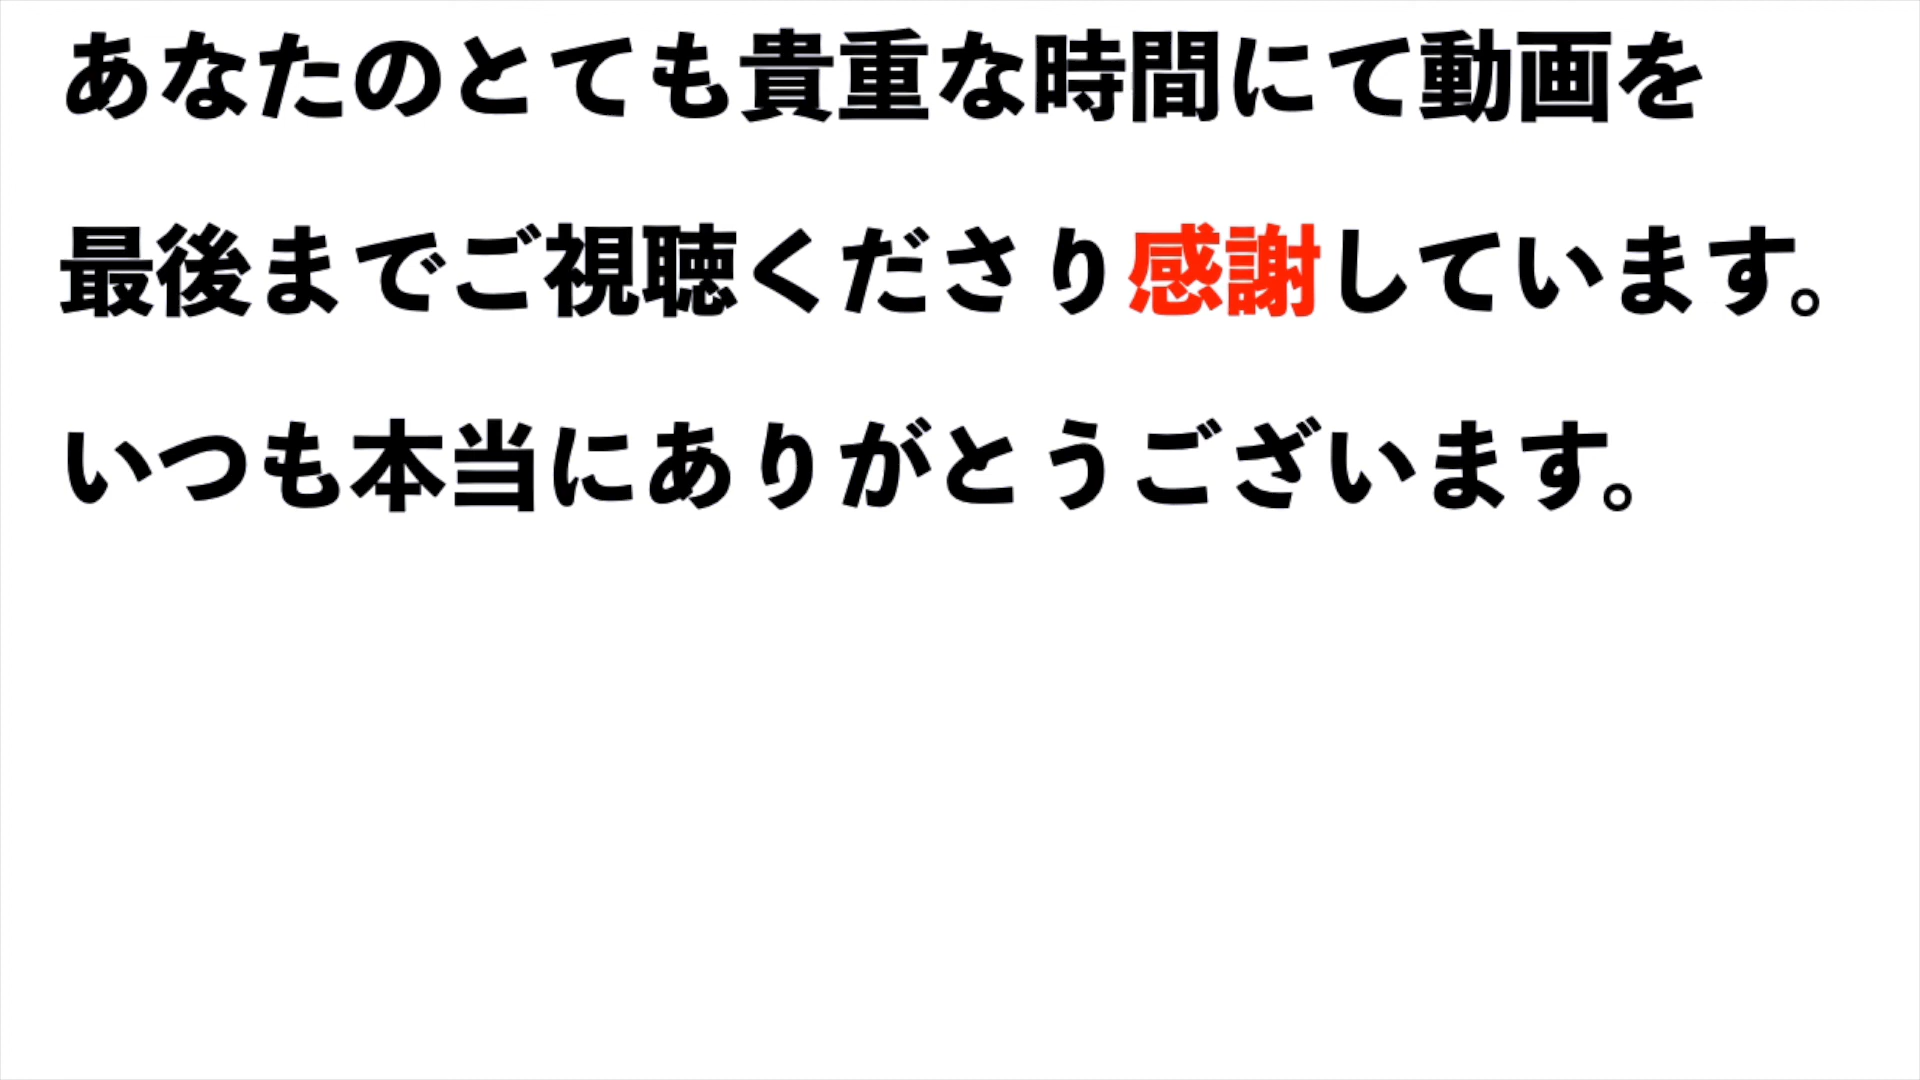 あなたのとても貴重な時間にて動画を
最後までご視聴くださり感謝しています。
いつも本当にありがとうございます。